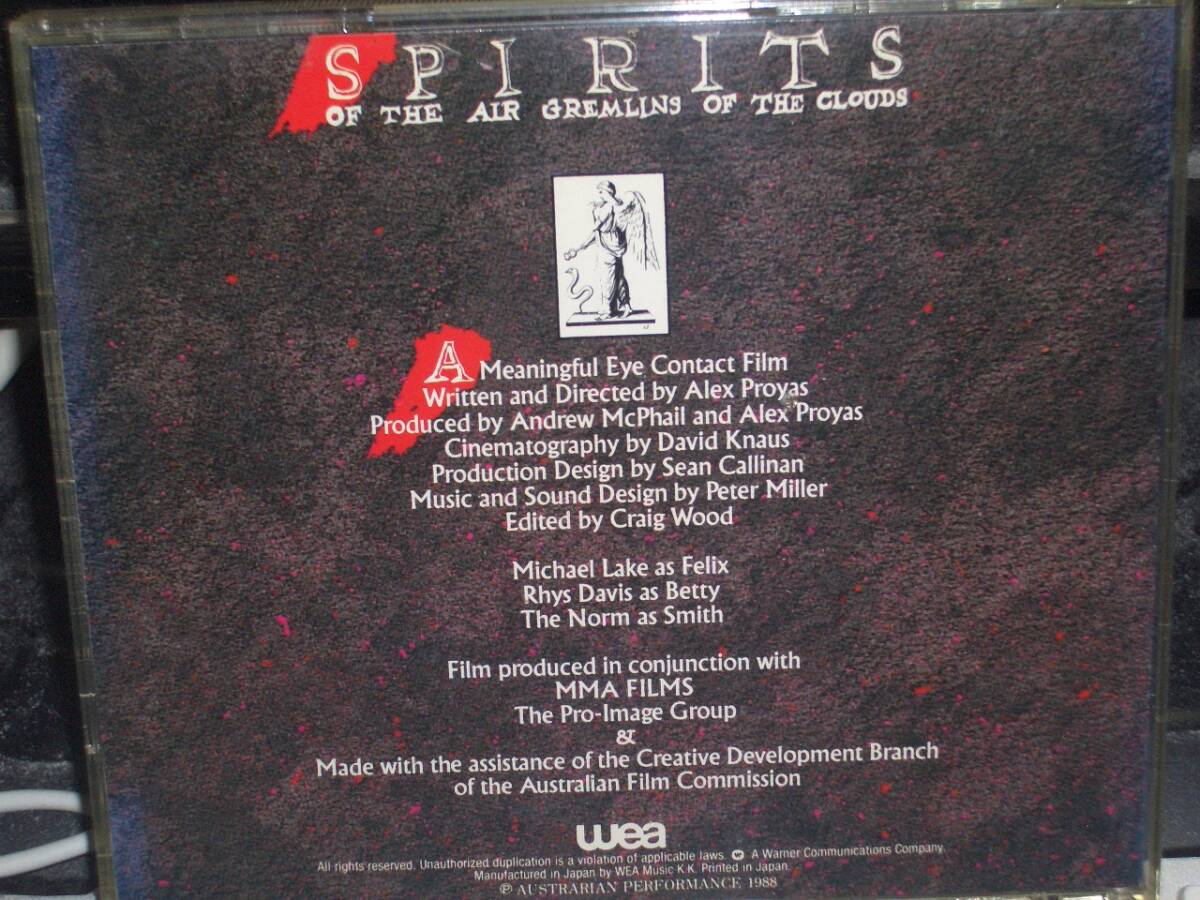 SPIRITS
OF THE AIR GREMLINS OF THE CLOUDS
A Meaningful Eye Contact Film
Written and Directed by Alex Proyas
Produced by Andrew McPhail and Alex Proyas
Cinematography by David Knaus
Production Design by Sean Callinan
Music and Sound Design by Peter Miller
Edited by Craig Wood
Michael Lake as Felix
Rhys Davis as Betty
The Norm as Smith
Film produced in conjunction with
MMA FILMS
The Pro-Image Group
&
Made with the assistance of the Creative Development Branch
of the Australian Film Commission
wea
All rights reserved. Unauthorized duplication is a violation of applicable laws. A Warner Communications Company.
Manufactured in Japan by WEA Music K.K. Printed in Japan.
℗ AUSTRARIAN PERFORMANCE 1988